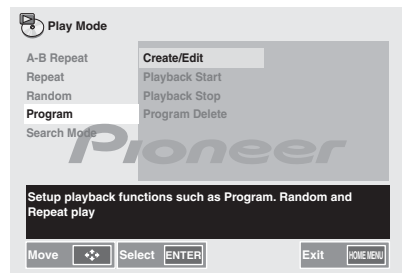 Play Mode
A-B Repeat
Repeat
Random
Program
Search Mode
Create/Edit
Playback Start
Playback Stop
Program Delete
Pioneer
Setup playback functions such as Program. Random and
Repeat play
Move Select ENTER Exit HOME MENU